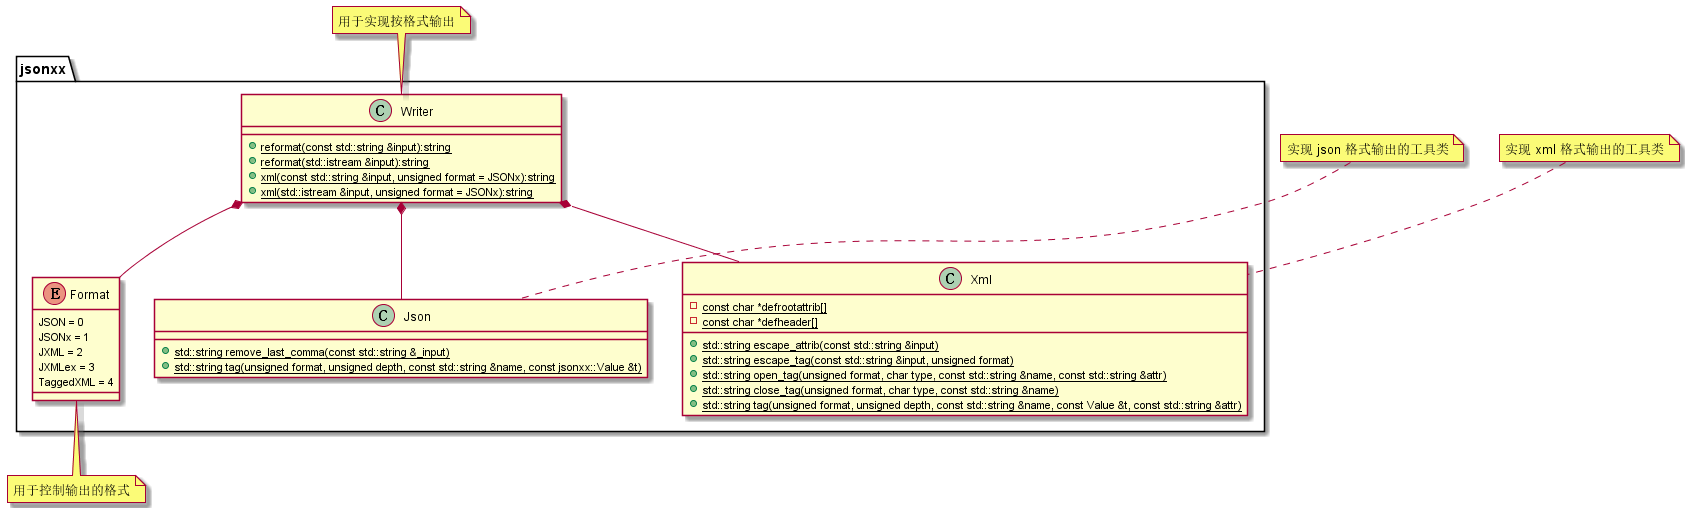 用于实现按格式输出
jsonxx
C Writer
reformat(const std::string &input):string
reformat(std::istream &input):string
xml(const std::string &input, unsigned format = JSONx):string
xml(std::istream &input, unsigned format = JSONx):string
实现 json 格式输出的工具类
实现 xml 格式输出的工具类
E Format
JSON = 0
JSONx = 1
JXML = 2
JXMLex = 3
TaggedXML = 4
C Json
std::string remove_last_comma(const std::string &_input)
std::string tag(unsigned format, unsigned depth, const std::string &name, const jsonxx::Value &t)
C Xml
const char *defrootattrib[]
const char *defheader[]
std::string escape_attrib(const std::string &input)
std::string escape_tag(const std::string &input, unsigned format)
std::string open_tag(unsigned format, char type, const std::string &name, const std::string &attr)
std::string close_tag(unsigned format, char type, const std::string &name)
std::string tag(unsigned format, unsigned depth, const std::string &name, const Value &t, const std::string &attr)
用于控制输出的格式